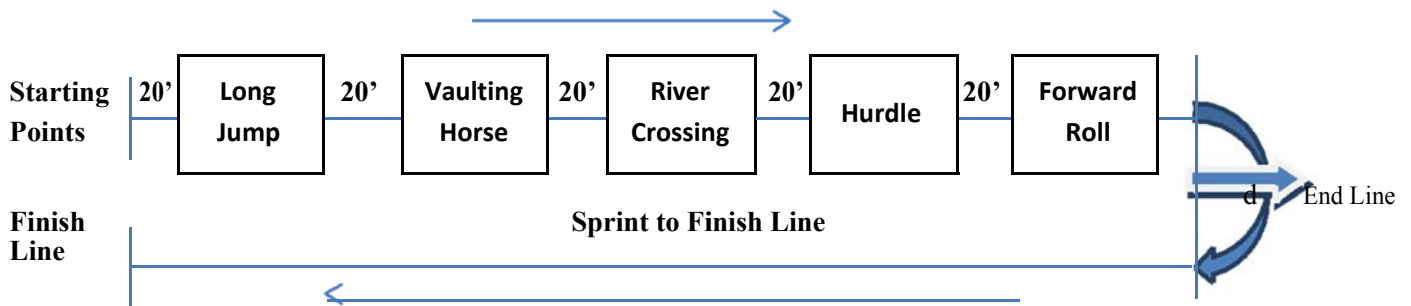 Starting Points
20’ Long Jump 20’ Vaulting Horse 20’ River Crossing 20’ Hurdle 20’ Forward Roll
d End Line
Finish Line
Sprint to Finish Line